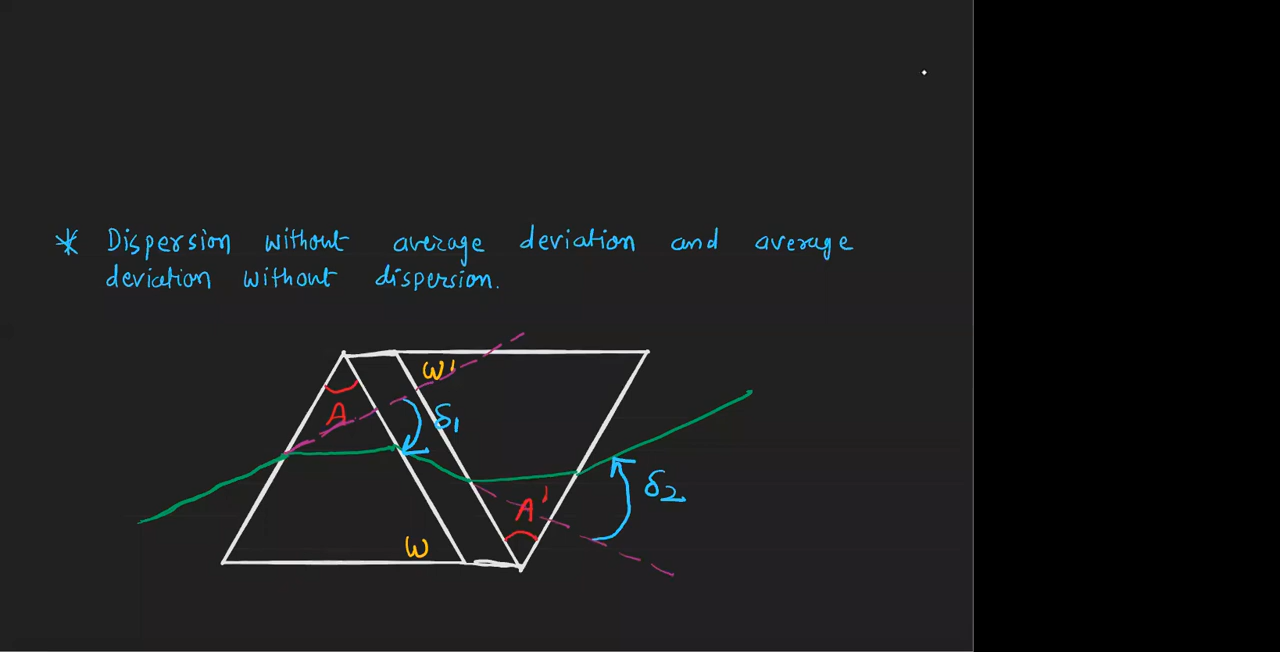 * Dispersion without average deviation and average
deviation without dispersion.
ω'
A
δ₁
δ₂
A'
ω